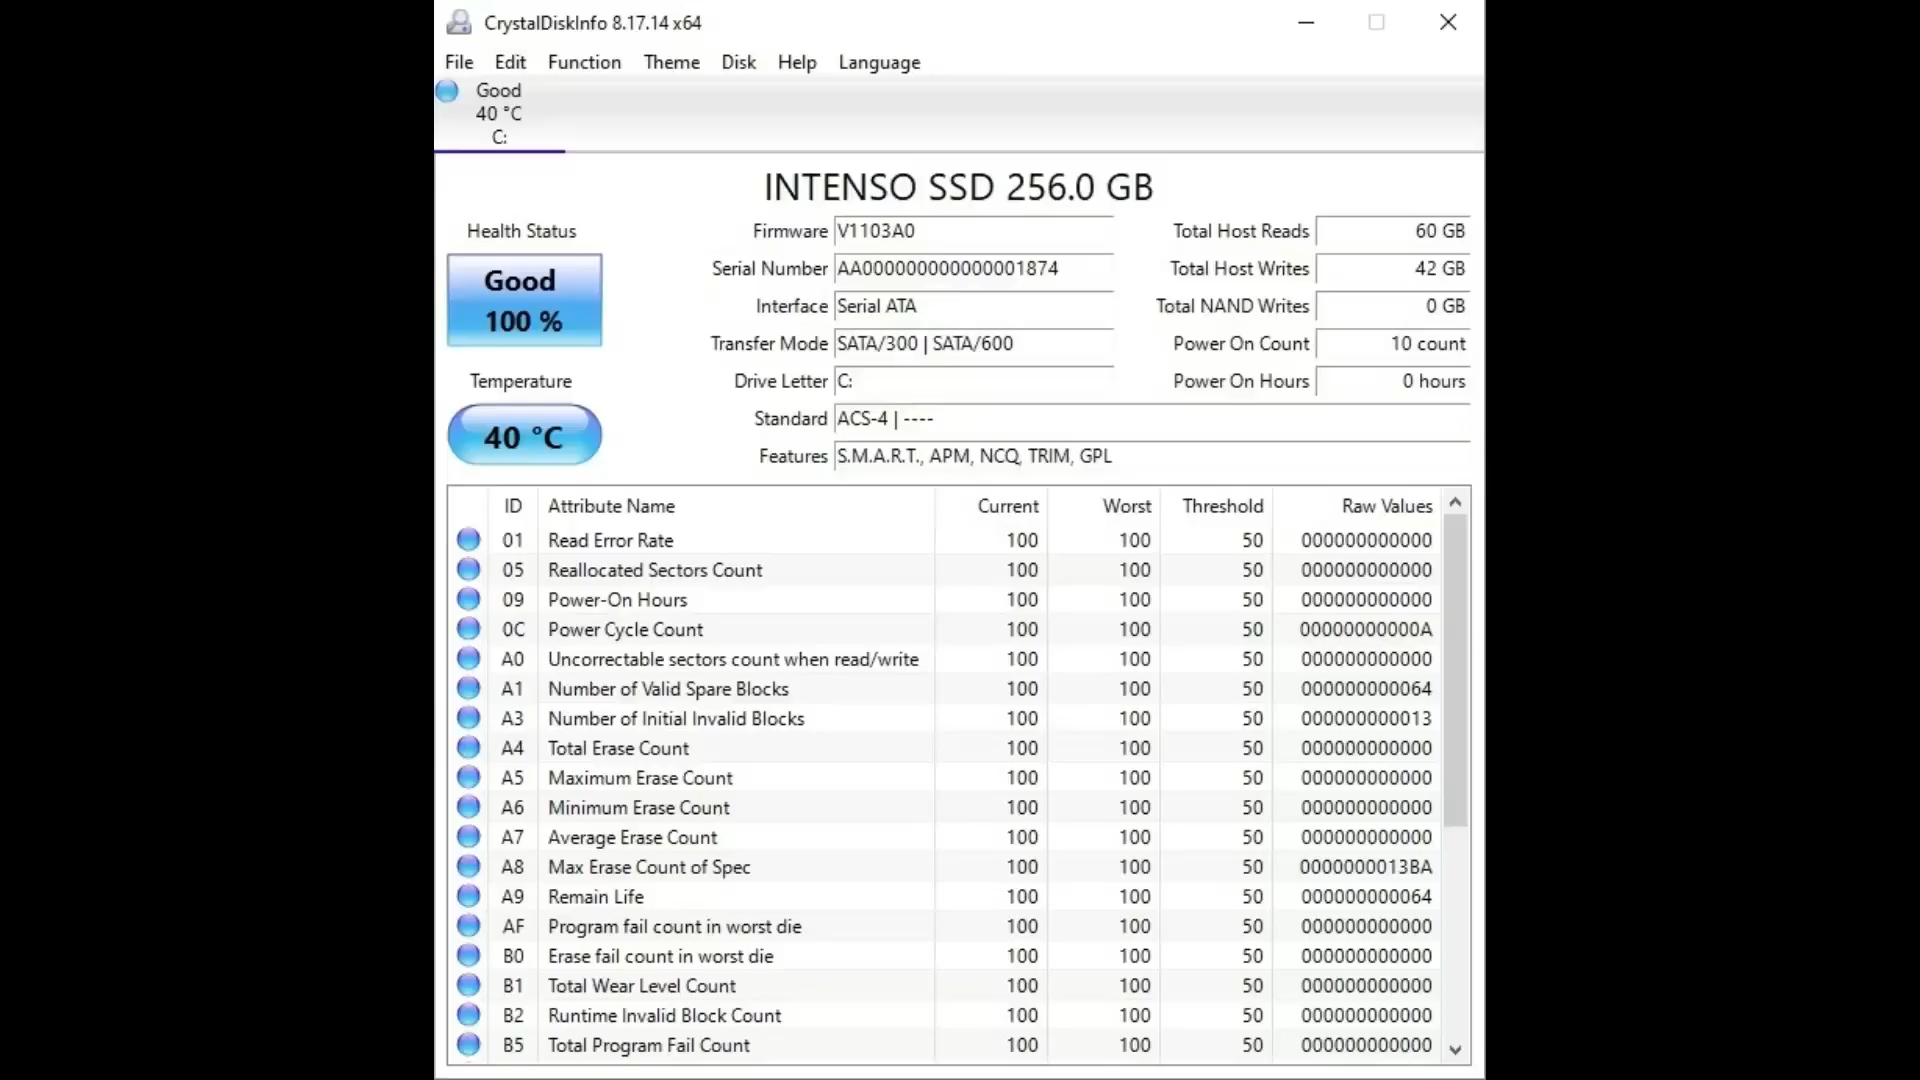 CrystalDiskInfo 8.17.14 x64
File Edit Function Theme Disk Help Language
Good
40 °C
C:
INTENSO SSD 256.0 GB
Health Status
Good
100 %
Temperature
40 °C
Firmware V1103A0
Serial Number AA000000000000001874
Interface Serial ATA
Transfer Mode SATA/300 | SATA/600
Drive Letter C:
Standard ACS-4 | ----
Features S.M.A.R.T., APM, NCQ, TRIM, GPL
Total Host Reads 60 GB
Total Host Writes 42 GB
Total NAND Writes 0 GB
Power On Count 10 count
Power On Hours 0 hours
ID Attribute Name Current Worst Threshold Raw Values
01 Read Error Rate 100 100 50 000000000000
05 Reallocated Sectors Count 100 100 50 000000000000
09 Power-On Hours 100 100 50 000000000000
0C Power Cycle Count 100 100 50 00000000000A
A0 Uncorrectable sectors count when read/write 100 100 50 000000000000
A1 Number of Valid Spare Blocks 100 100 50 000000000064
A3 Number of Initial Invalid Blocks 100 100 50 000000000013
A4 Total Erase Count 100 100 50 000000000000
A5 Maximum Erase Count 100 100 50 000000000000
A6 Minimum Erase Count 100 100 50 000000000000
A7 Average Erase Count 100 100 50 000000000000
A8 Max Erase Count of Spec 100 100 50 0000000013BA
A9 Remain Life 100 100 50 000000000064
AF Program fail count in worst die 100 100 50 000000000000
B0 Erase fail count in worst die 100 100 50 000000000000
B1 Total Wear Level Count 100 100 50 000000000000
B2 Runtime Invalid Block Count 100 100 50 000000000000
B5 Total Program Fail Count 100 100 50 000000000000